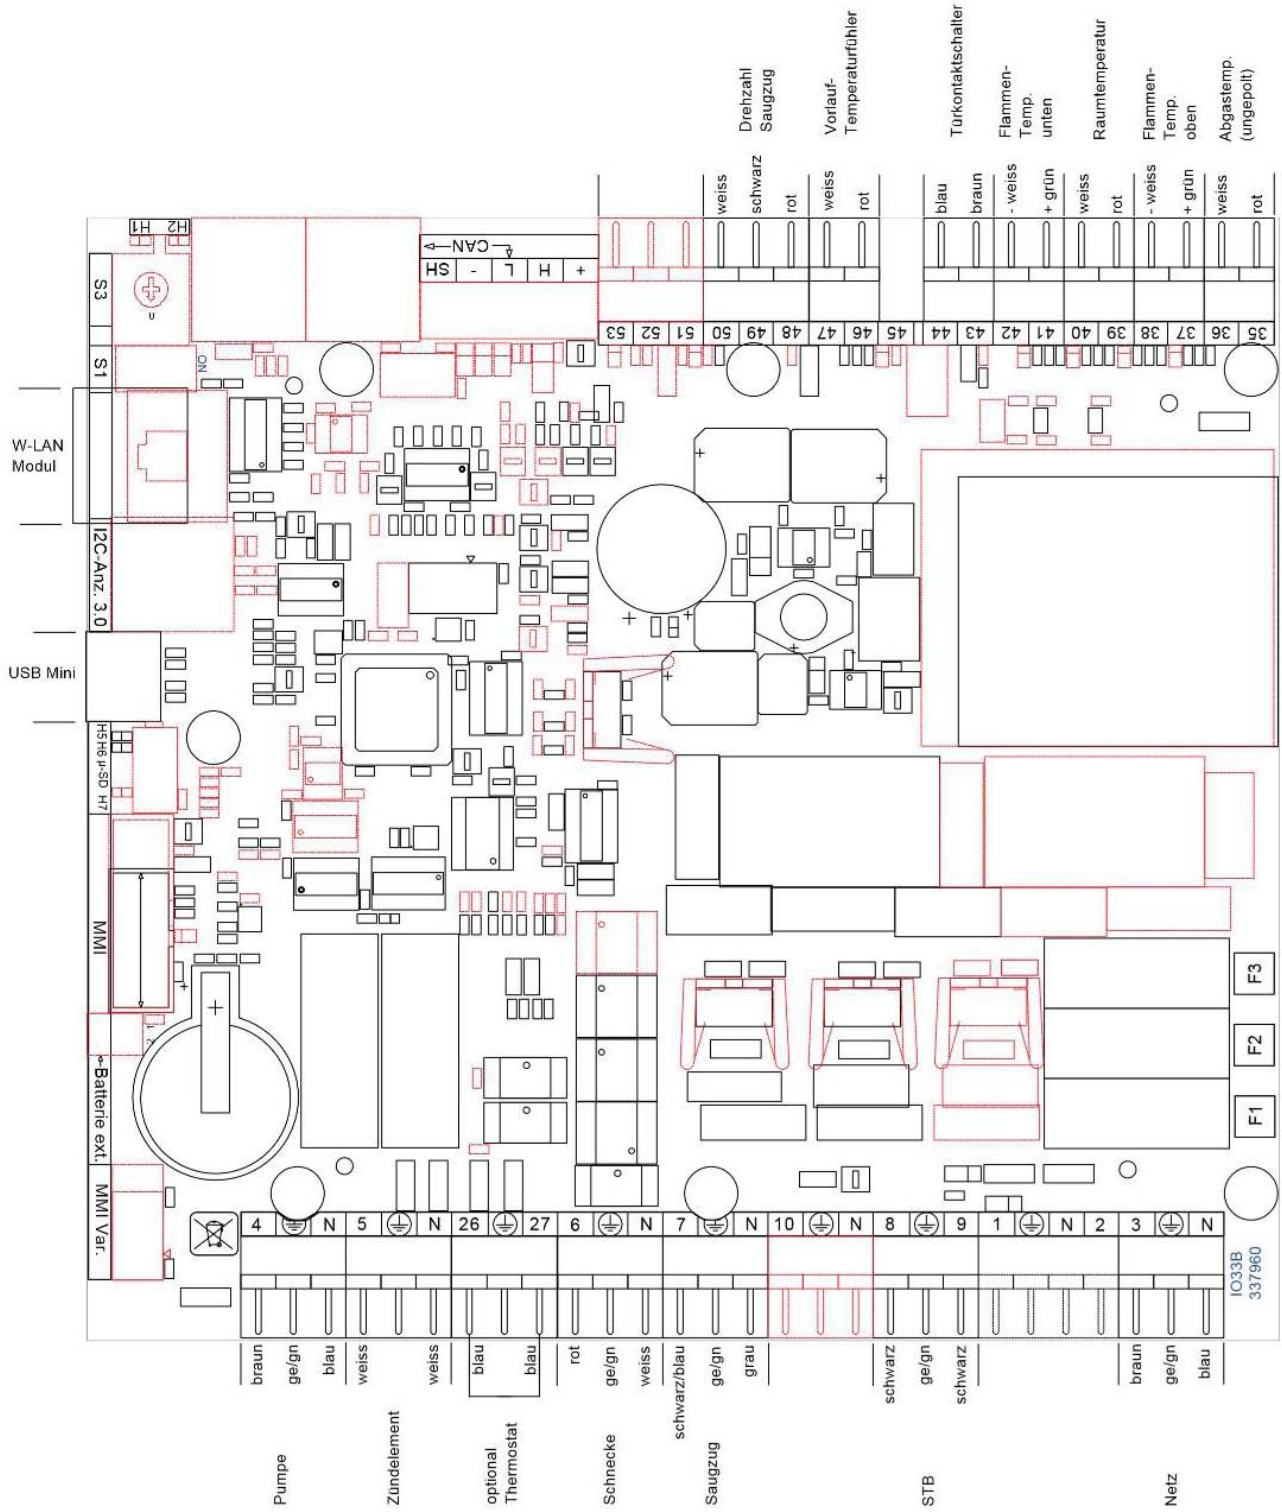 Drehzahl
Saugzug
Vorlauf-
Temperaturfühler
Türkontaktschalter
Flammen-
Temp.
unten
Raumtemperatur
Flammen-
Temp.
oben
Abgastemp.
(ungepolt)
weiss
schwarz
rot
weiss
rot
blau
braun
- weiss
+ grün
weiss
rot
- weiss
+ grün
weiss
rot
H1
H2
CAN
SH
-
L
H
+
53
52
51
50
49
48
47
46
45
44
43
42
41
40
39
38
37
36
35
S3
S1
ON
W-LAN
Modul
I2C-Anz. 3.0
USB Mini
H5 H6 µ-SD H7
MMI
Batterie ext.
MMI Var.
2 1
F3
F2
F1
4
N
5
N
26
27
6
N
7
N
10
N
8
9
1
N
2
3
N
IO33B
337960
braun
ge/gn
blau
weiss
weiss
blau
blau
rot
ge/gn
weiss
schwarz/blau
ge/gn
grau
schwarz
ge/gn
schwarz
braun
ge/gn
blau
Pumpe
Zündelement
optional
Thermostat
Schnecke
Saugzug
STB
Netz